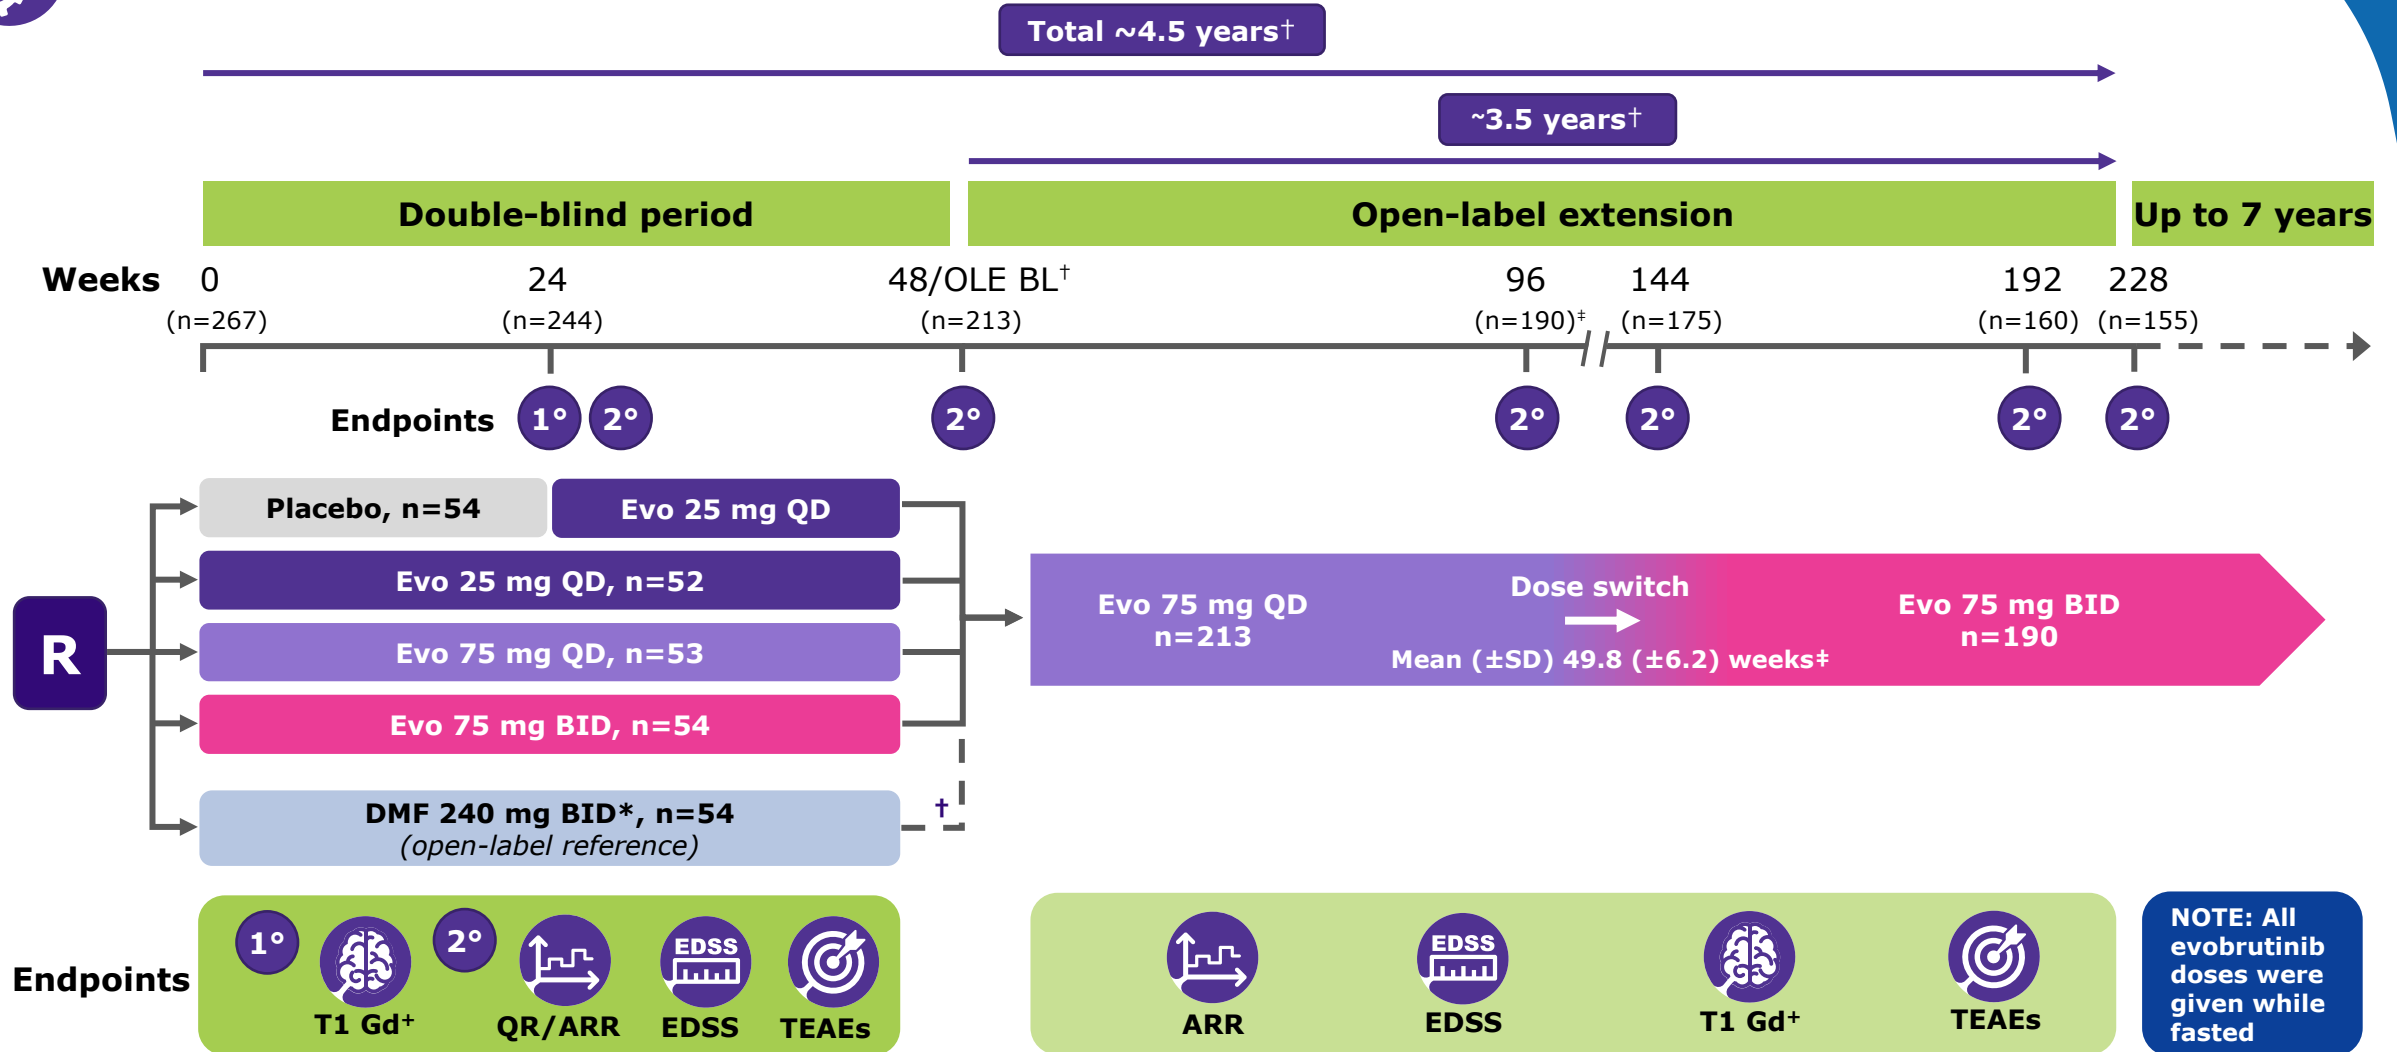 Total ~4.5 years†
~3.5 years†
Double-blind period
Open-label extension
Up to 7 years
Weeks 0 24 48/OLE BL† 96 144 192 228
(n=267) (n=244) (n=213) (n=190)‡ (n=175) (n=160) (n=155)
Endpoints 1° 2° 2° 2° 2° 2° 2°
R
Placebo, n=54
Evo 25 mg QD
Evo 25 mg QD, n=52
Evo 75 mg QD, n=53
Evo 75 mg BID, n=54
DMF 240 mg BID*, n=54
(open-label reference)
†
Evo 75 mg QD
n=213
Dose switch
Mean (±SD) 49.8 (±6.2) weeks‡
Evo 75 mg BID
n=190
Endpoints
1°
T1 Gd+
2°
QR/ARR
EDSS
EDSS
TEAEs
ARR
EDSS
EDSS
T1 Gd+
TEAEs
NOTE: All
evobrutinib
doses were
given while
fasted